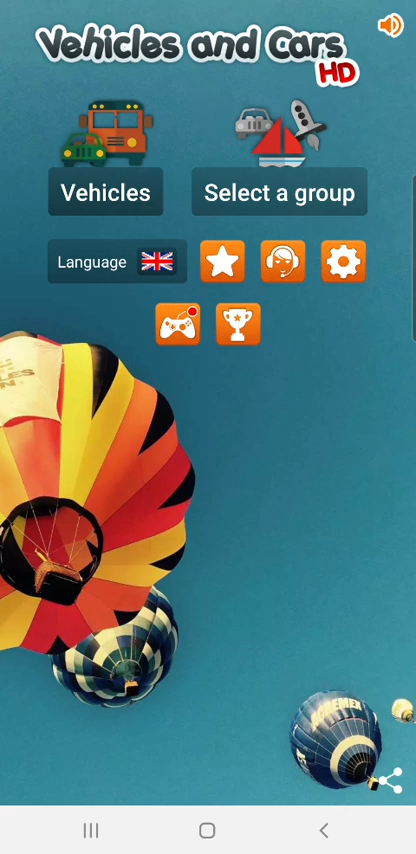 Vehicles and Cars
HD
Vehicles
Select a group
Language